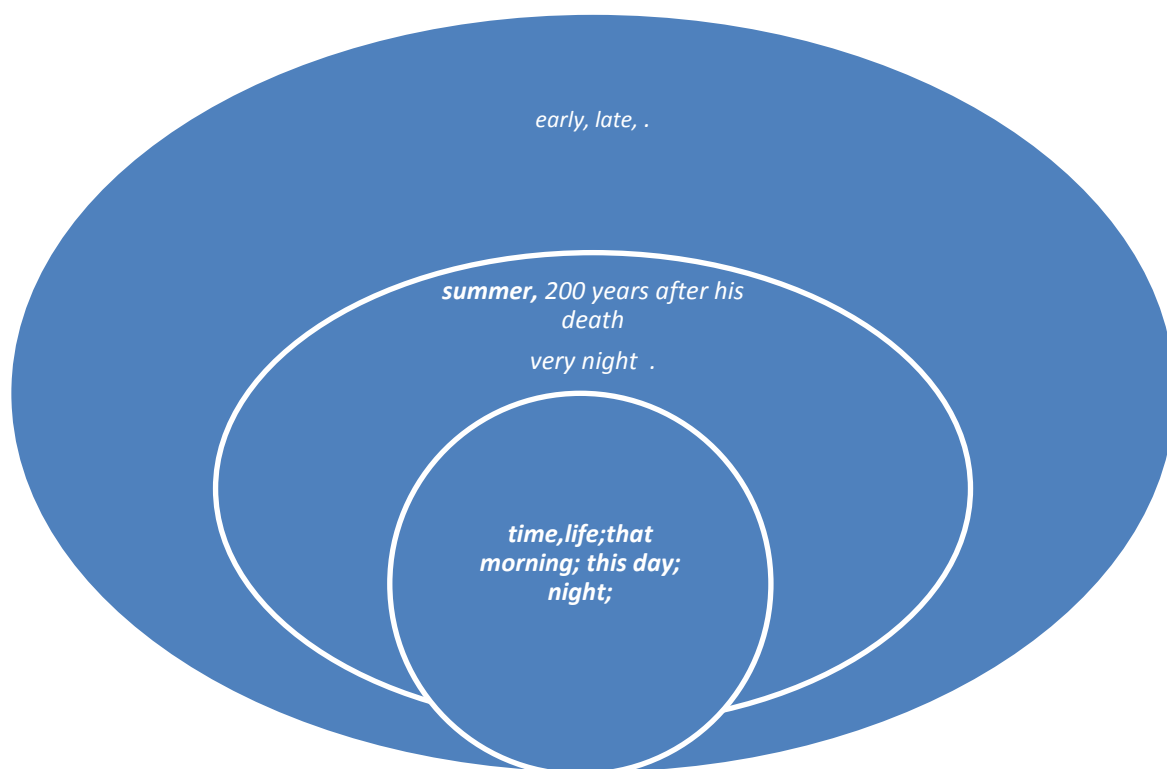 early, late, .
summer, 200 years after his
death
very night .
time,life;that
morning; this day;
night;